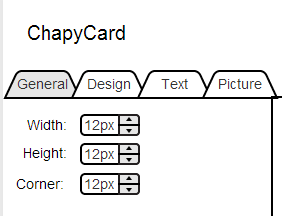 ChapyCard
General Design Text Picture
Width: 12px
Height: 12px
Corner: 12px